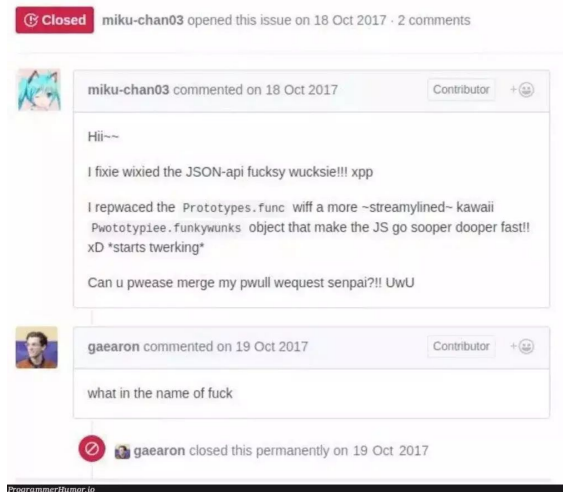 Closed miku-chan03 opened this issue on 18 Oct 2017 · 2 comments
miku-chan03 commented on 18 Oct 2017 Contributor +
Hii~~
I fixie wixied the JSON-api fucksy wucksie!!! xpp
I repwaced the Prototypes.func wiff a more ~streamylined~ kawaii
Pwototypiee.funkywunks object that make the JS go sooper dooper fast!!
xD *starts twerking*
Can u pwease merge my pwull wequest senpai?!! UwU
gaearon commented on 19 Oct 2017 Contributor +
what in the name of fuck
gaearon closed this permanently on 19 Oct 2017
ProgrammerHumor.io